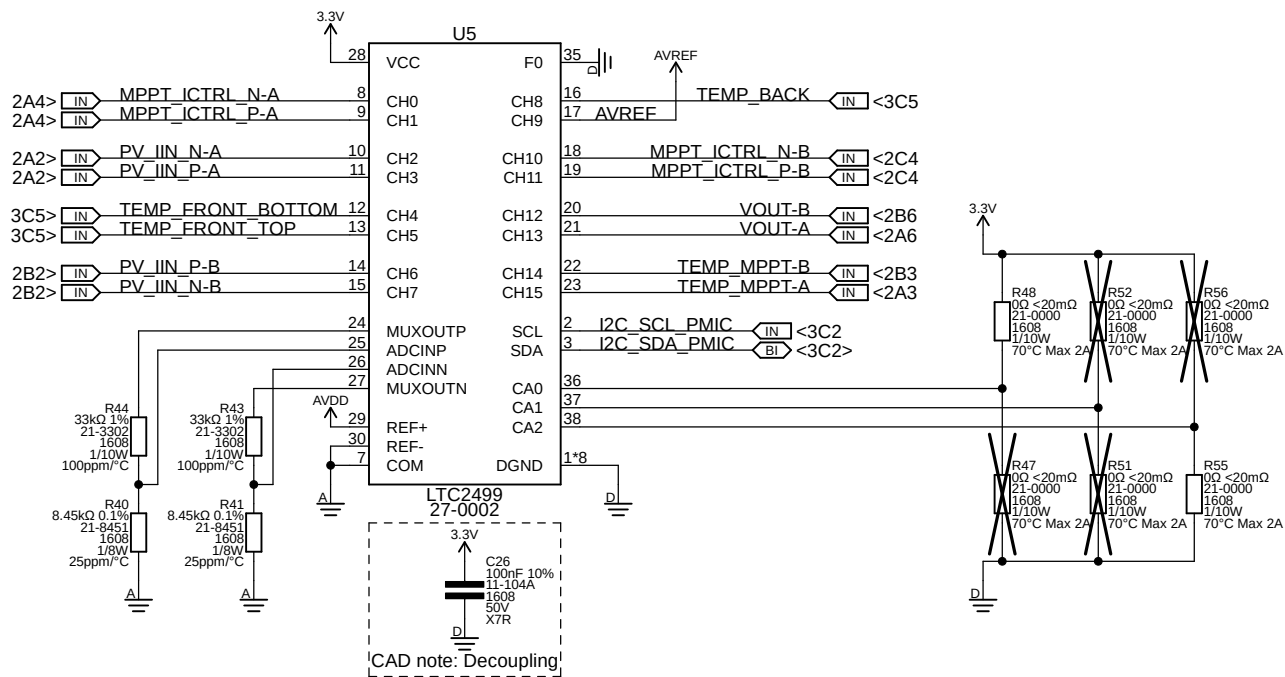 3.3V
U5
28 VCC F0 35 D
AVREF
2A4> IN MPPT_ICTRL_N-A 8 CH0 CH8 16 TEMP_BACK IN <3C5
2A4> IN MPPT_ICTRL_P-A 9 CH1 CH9 17 AVREF
2A2> IN PV_IIN_N-A 10 CH2 CH10 18 MPPT_ICTRL_N-B IN <2C4
2A2> IN PV_IIN_P-A 11 CH3 CH11 19 MPPT_ICTRL_P-B IN <2C4
3C5> IN TEMP_FRONT_BOTTOM 12 CH4 CH12 20 VOUT-B IN <2B6
3C5> IN TEMP_FRONT_TOP 13 CH5 CH13 21 VOUT-A IN <2A6
2B2> IN PV_IIN_P-B 14 CH6 CH14 22 TEMP_MPPT-B IN <2B3
2B2> IN PV_IIN_N-B 15 CH7 CH15 23 TEMP_MPPT-A IN <2A3
24 MUXOUTP SCL 2 I2C_SCL_PMIC IN <3C2
25 ADCINP SDA 3 I2C_SDA_PMIC BI <3C2>
26 ADCINN
27 MUXOUTN CA0 36
CA1 37
AVDD
29 REF+ CA2 38
30 REF-
7 COM DGND 1*8
A
D
LTC2499
27-0002
R44
33kΩ 1%
21-3302
1608
1/10W
100ppm/°C
R43
33kΩ 1%
21-3302
1608
1/10W
100ppm/°C
R40
8.45kΩ 0.1%
21-8451
1608
1/8W
25ppm/°C
A
R41
8.45kΩ 0.1%
21-8451
1608
1/8W
25ppm/°C
A
3.3V
C26
100nF 10%
11-104A
1608
50V
X7R
D
CAD note: Decoupling
3.3V
R48
0Ω <20mΩ
21-0000
1608
1/10W
70°C Max 2A
R52
0Ω <20mΩ
21-0000
1608
1/10W
70°C Max 2A
R56
0Ω <20mΩ
21-0000
1608
1/10W
70°C Max 2A
R47
0Ω <20mΩ
21-0000
1608
1/10W
70°C Max 2A
R51
0Ω <20mΩ
21-0000
1608
1/10W
70°C Max 2A
R55
0Ω <20mΩ
21-0000
1608
1/10W
70°C Max 2A
D